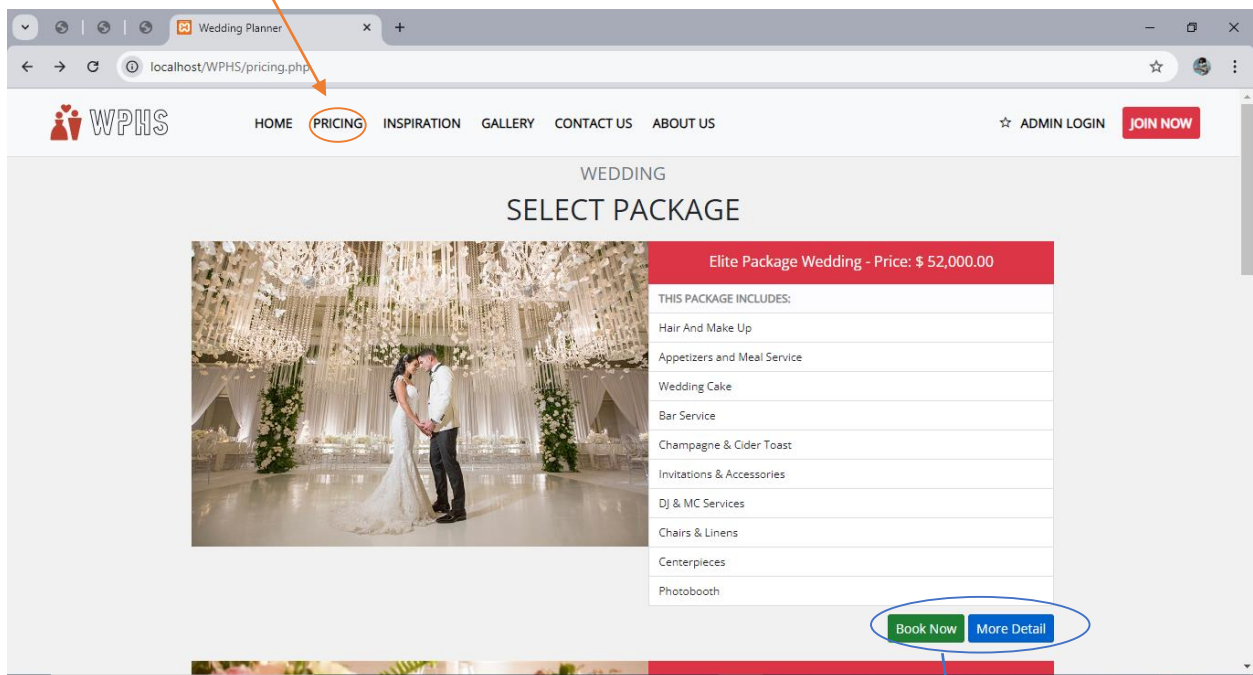 Wedding Planner
localhost/WPHS/pricing.php
WPHS HOME PRICING INSPIRATION GALLERY CONTACT US ABOUT US ADMIN LOGIN JOIN NOW
WEDDING
SELECT PACKAGE
Elite Package Wedding - Price: $ 52,000.00
THIS PACKAGE INCLUDES:
Hair And Make Up
Appetizers and Meal Service
Wedding Cake
Bar Service
Champagne & Cider Toast
Invitations & Accessories
DJ & MC Services
Chairs & Linens
Centerpieces
Photobooth
Book Now More Detail